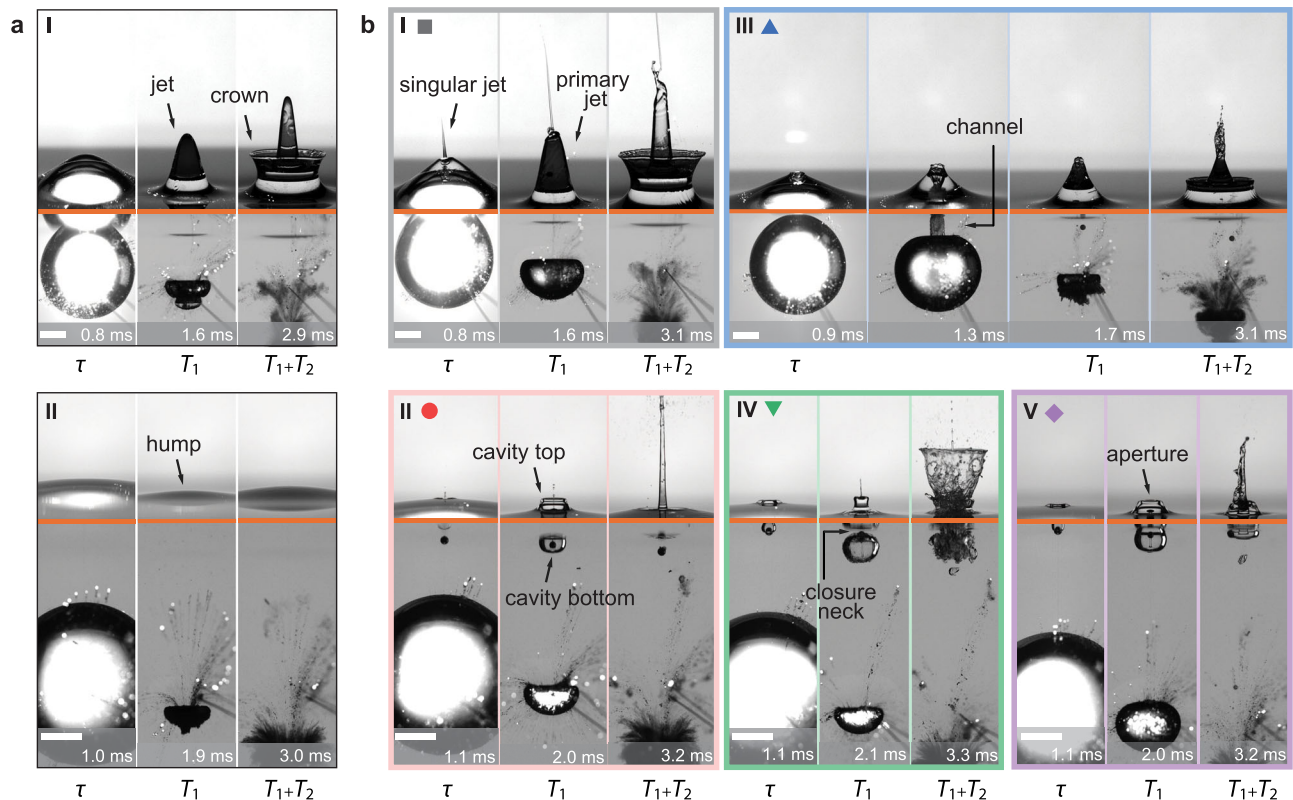 a
I
jet
crown
0.8 ms
1.6 ms
2.9 ms
τ
T1
T1+T2
II
hump
1.0 ms
1.9 ms
3.0 ms
τ
T1
T1+T2
b
I
singular jet
primary
jet
0.8 ms
1.6 ms
3.1 ms
τ
T1
T1+T2
III
channel
0.9 ms
1.3 ms
1.7 ms
3.1 ms
τ
T1
T1+T2
II
cavity top
cavity bottom
1.1 ms
2.0 ms
3.2 ms
τ
T1
T1+T2
IV
closure
neck
1.1 ms
2.1 ms
3.3 ms
τ
T1
T1+T2
V
aperture
1.1 ms
2.0 ms
3.2 ms
τ
T1
T1+T2